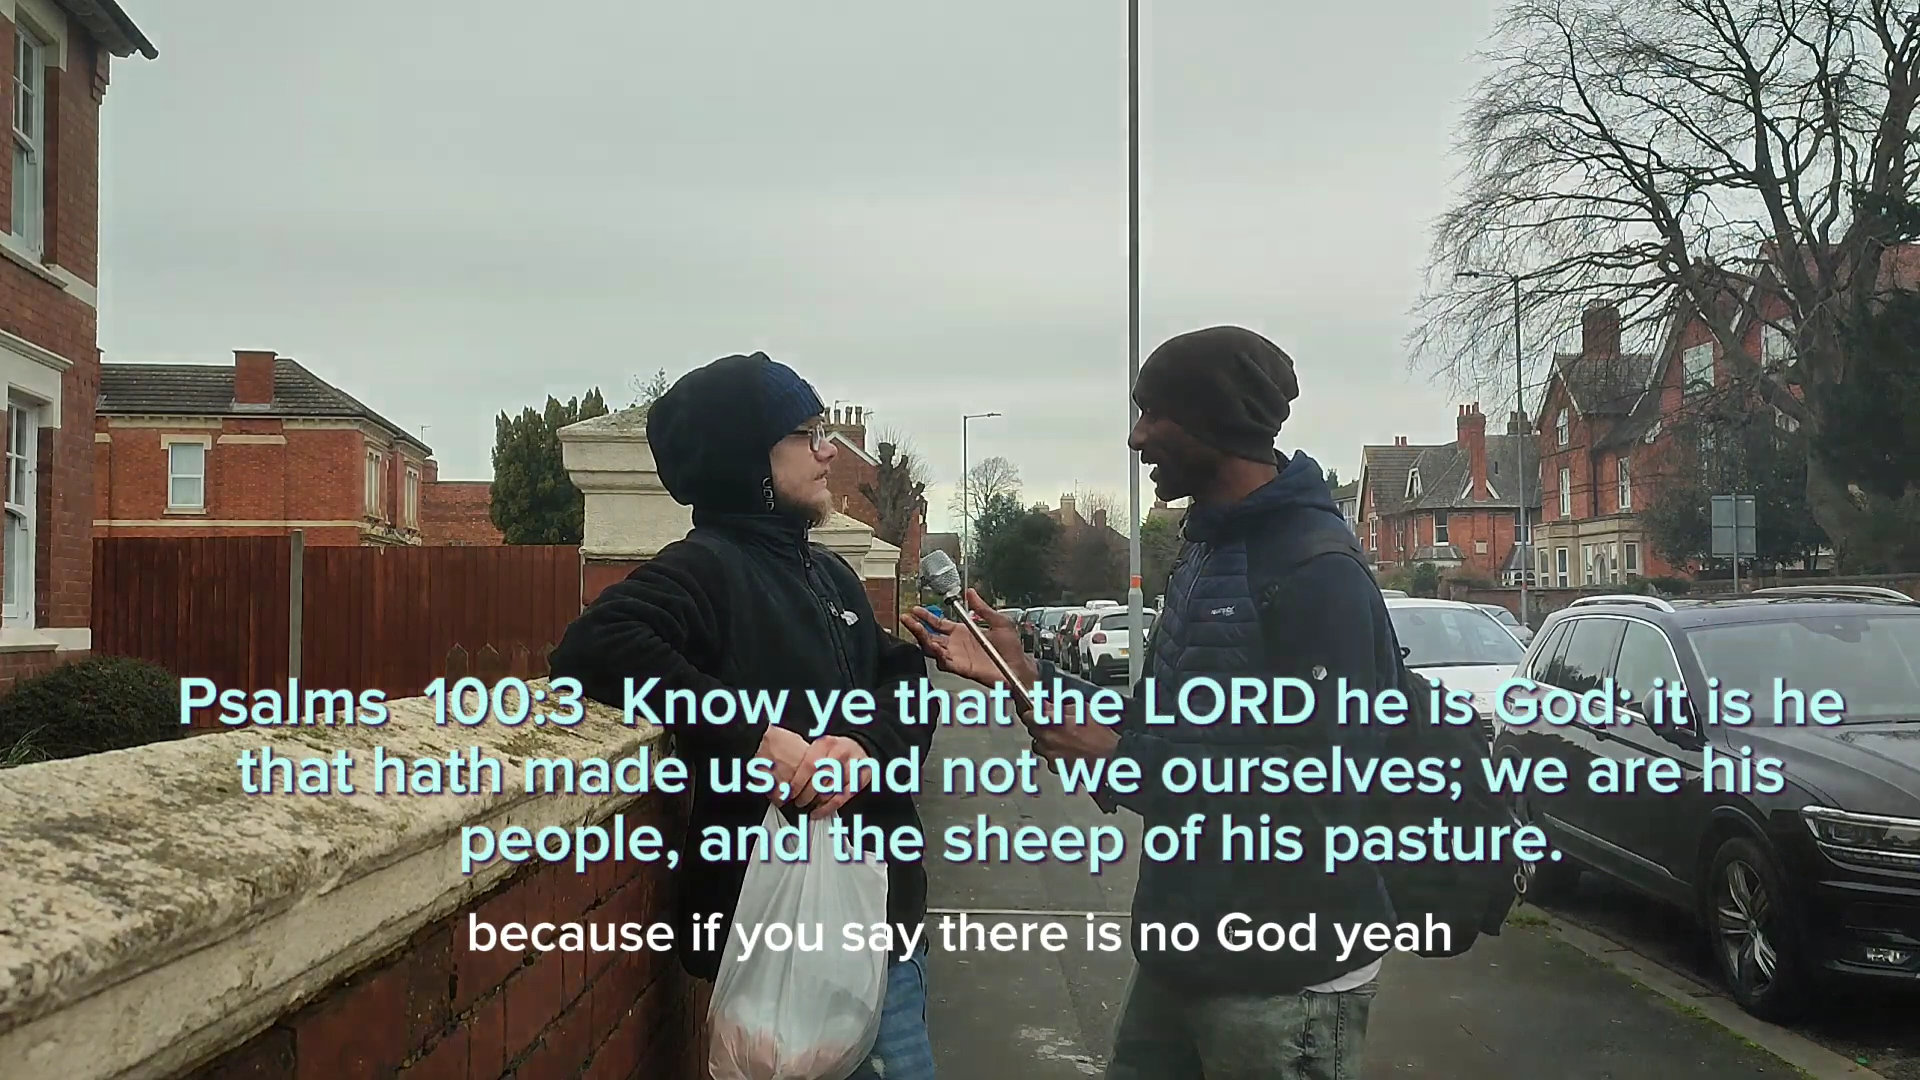 Psalms 100:3 Know ye that the LORD he is God: it is he
that hath made us, and not we ourselves; we are his
people, and the sheep of his pasture.
because if you say there is no God yeah